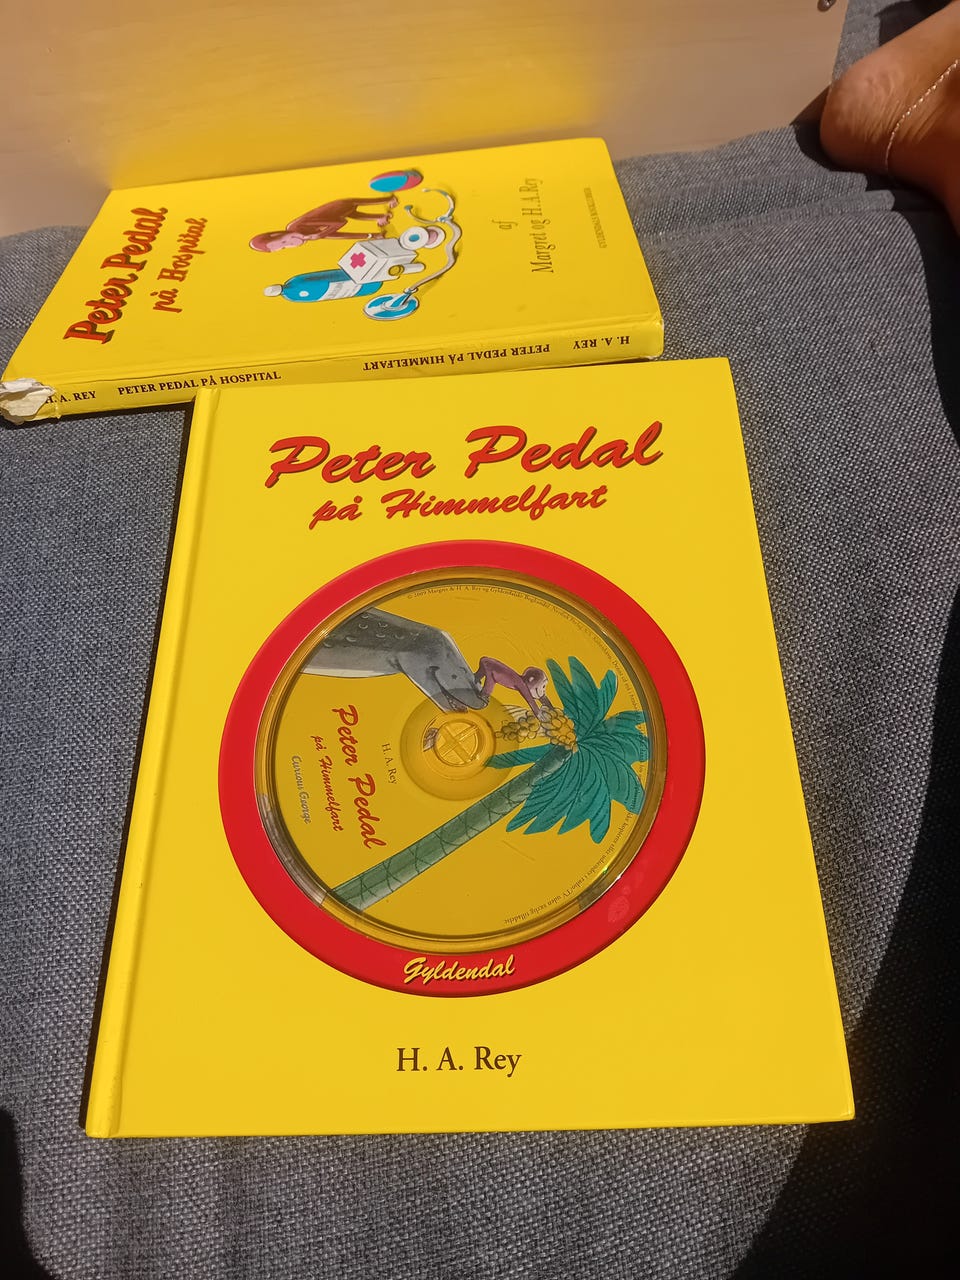 Peter Pedal
på Hospital
af
Margret og H.A.Rey
H. A. REY PETER PEDAL PÅ HOSPITAL
PETER PEDAL PÅ HIMMELFART
H. A. REY
Peter Pedal
på Himmelfart
H. A. Rey
Peter Pedal
på Himmelfart
Curious George
Gyldendal
H. A. Rey